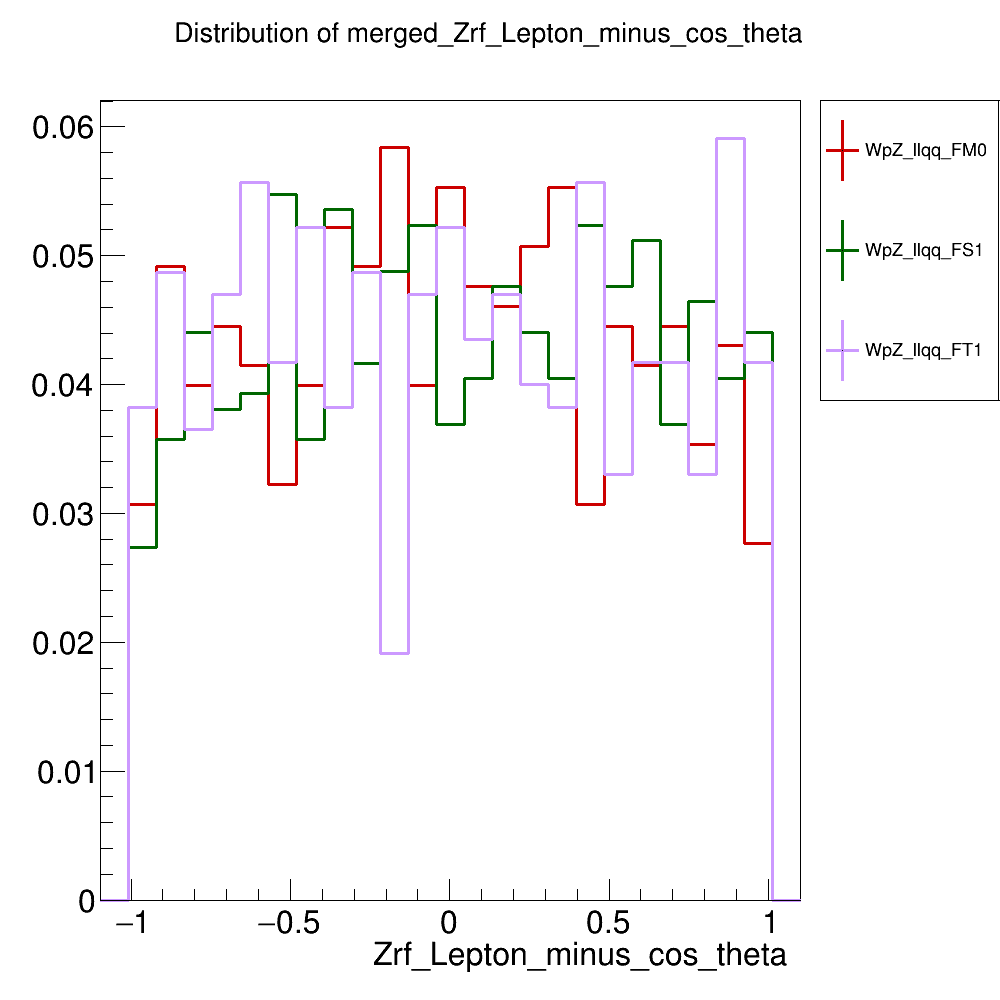 Distribution of merged_Zrf_Lepton_minus_cos_theta
0.06
0.05
0.04
0.03
0.02
0.01
0
−1
−0.5
0
0.5
1
Zrf_Lepton_minus_cos_theta
WpZ_llqq_FM0
WpZ_llqq_FS1
WpZ_llqq_FT1